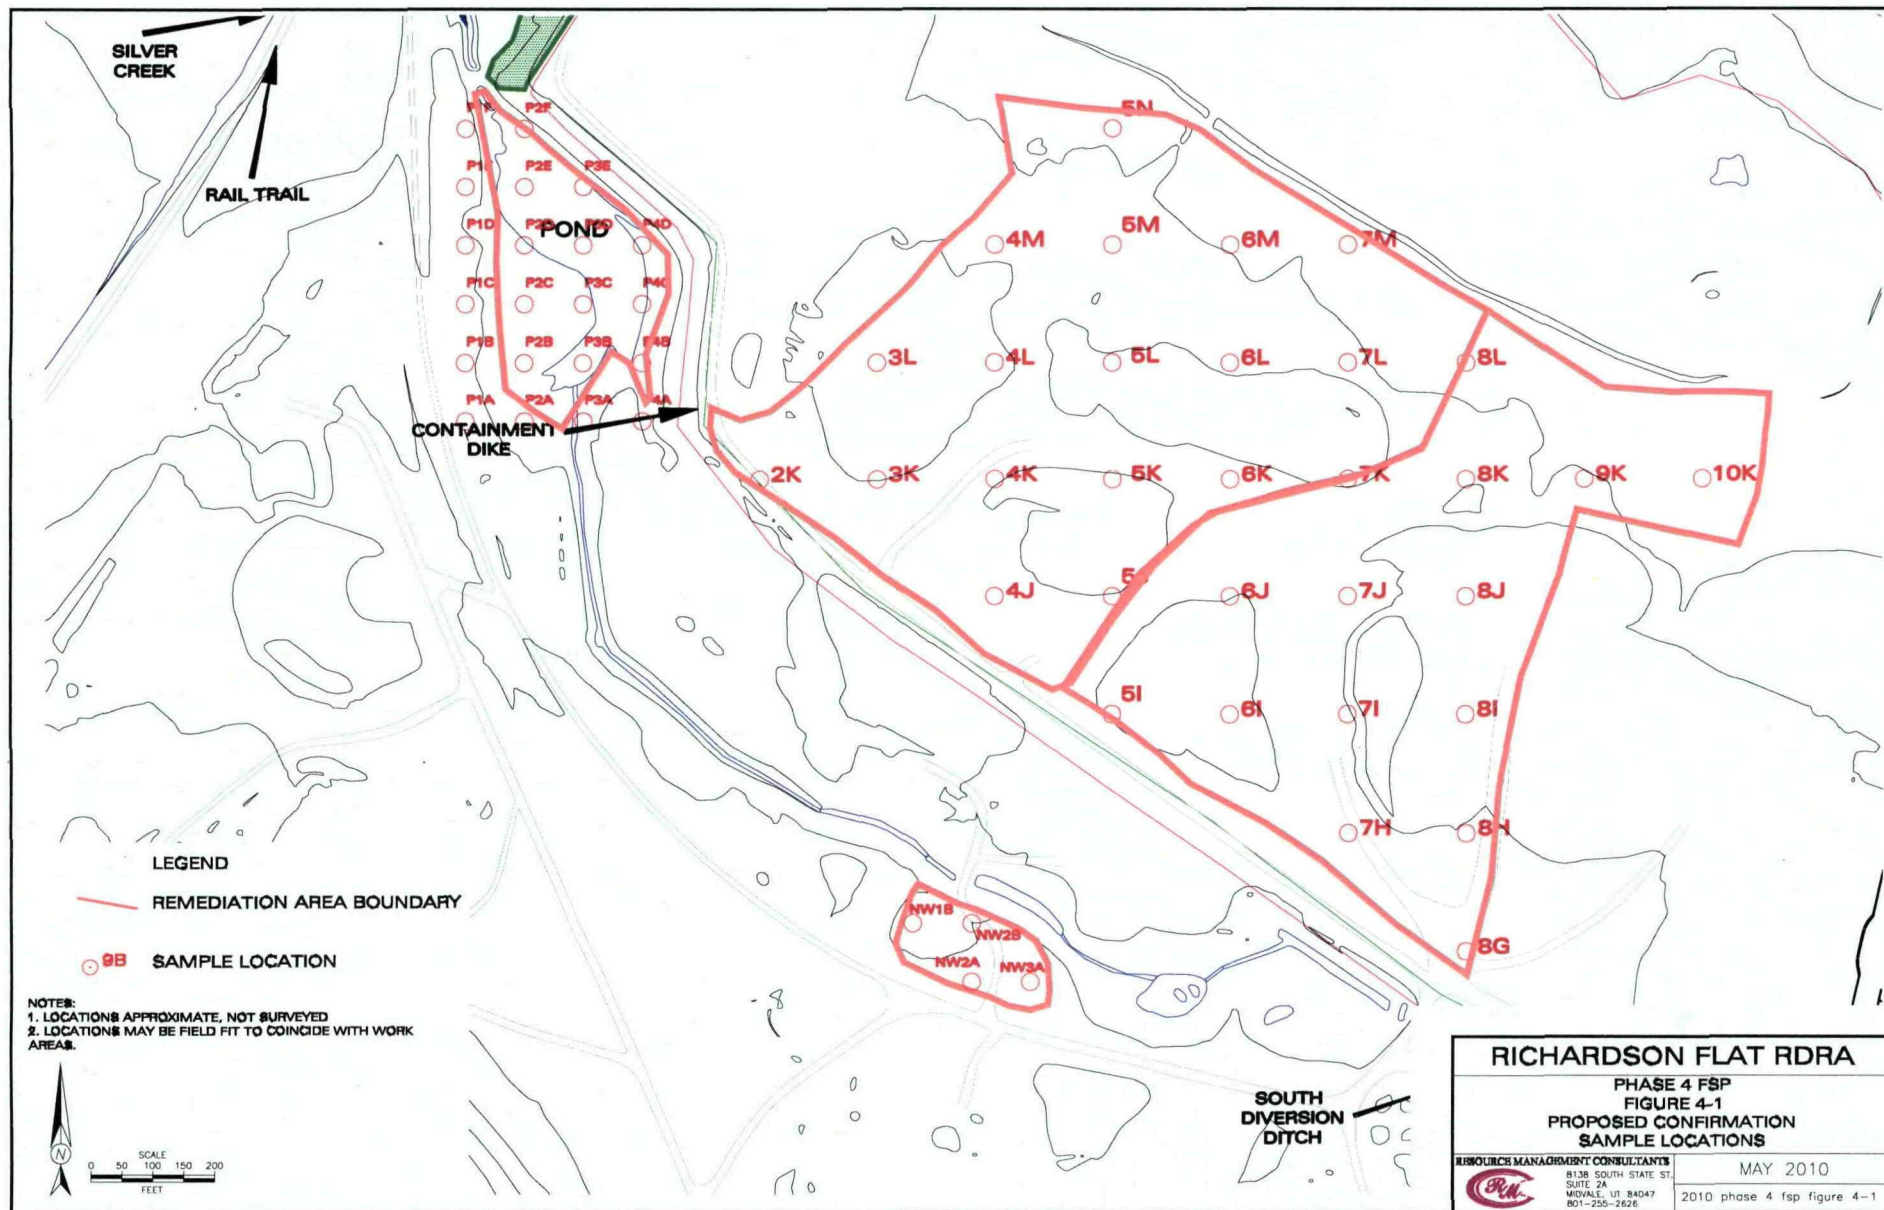 SILVER
CREEK
RAIL TRAIL
P2F
P2E
P3E
P1D
P4D
POND
P1C
P2C
P3C
P1B
P2B
P3B
P4B
P1A
P2A
P3A
CONTAINMENT
DIKE
5N
4M
5M
6M
7M
3L
4L
5L
6L
7L
8L
2K
3K
4K
5K
6K
7K
8K
9K
10K
4J
6J
7J
8J
5I
6I
7I
8I
7H
8H
8G
NW1B
NW2B
NW2A
NW3A
SOUTH
DIVERSION
DITCH
LEGEND
REMEDIATION AREA BOUNDARY
9B SAMPLE LOCATION
NOTES:
1. LOCATIONS APPROXIMATE, NOT SURVEYED
2. LOCATIONS MAY BE FIELD FIT TO COINCIDE WITH WORK
AREAS.
N
SCALE
0 50 100 150 200
FEET
RICHARDSON FLAT RDRA
PHASE 4 FSP
FIGURE 4-1
PROPOSED CONFIRMATION
SAMPLE LOCATIONS
RESOURCE MANAGEMENT CONSULTANTS
RMC
8138 SOUTH STATE ST.
SUITE 2A
MIDVALE, UT 84047
801-255-2626
MAY 2010
2010 phase 4 fsp figure 4-1